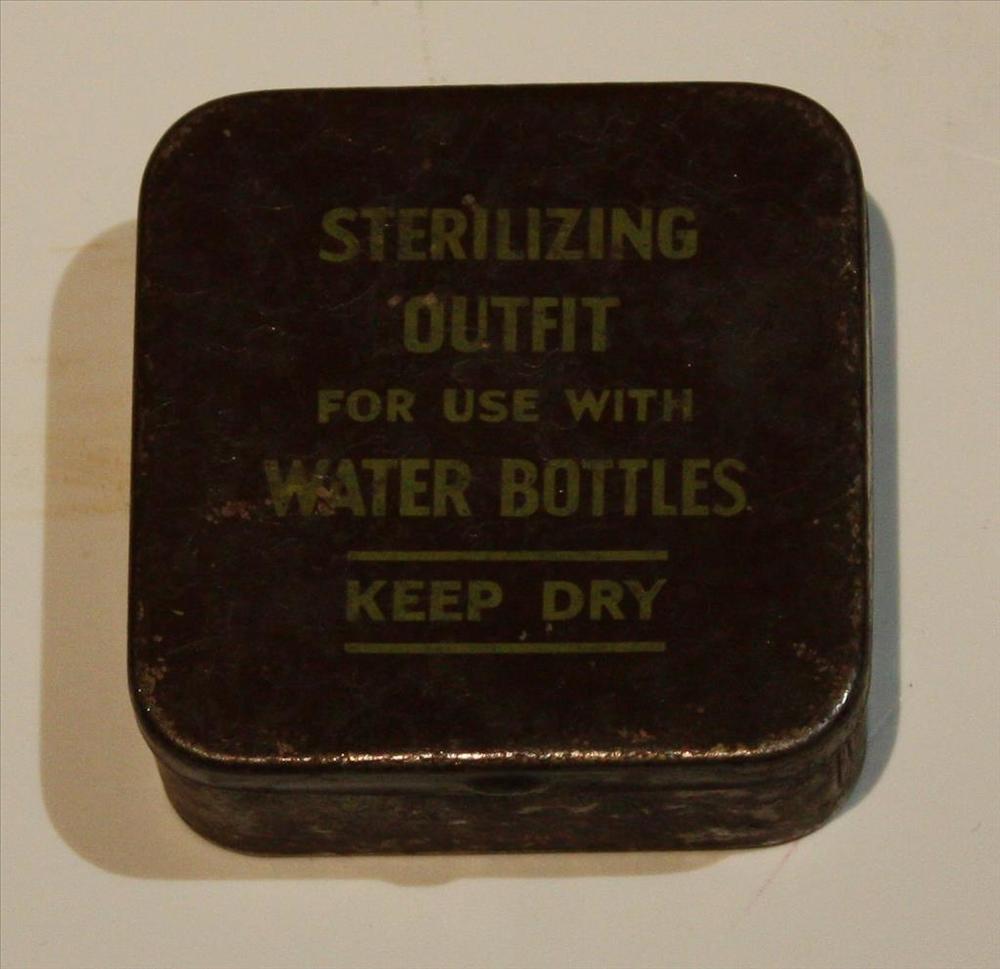 STERILIZING
OUTFIT
FOR USE WITH
WATER BOTTLES
KEEP DRY